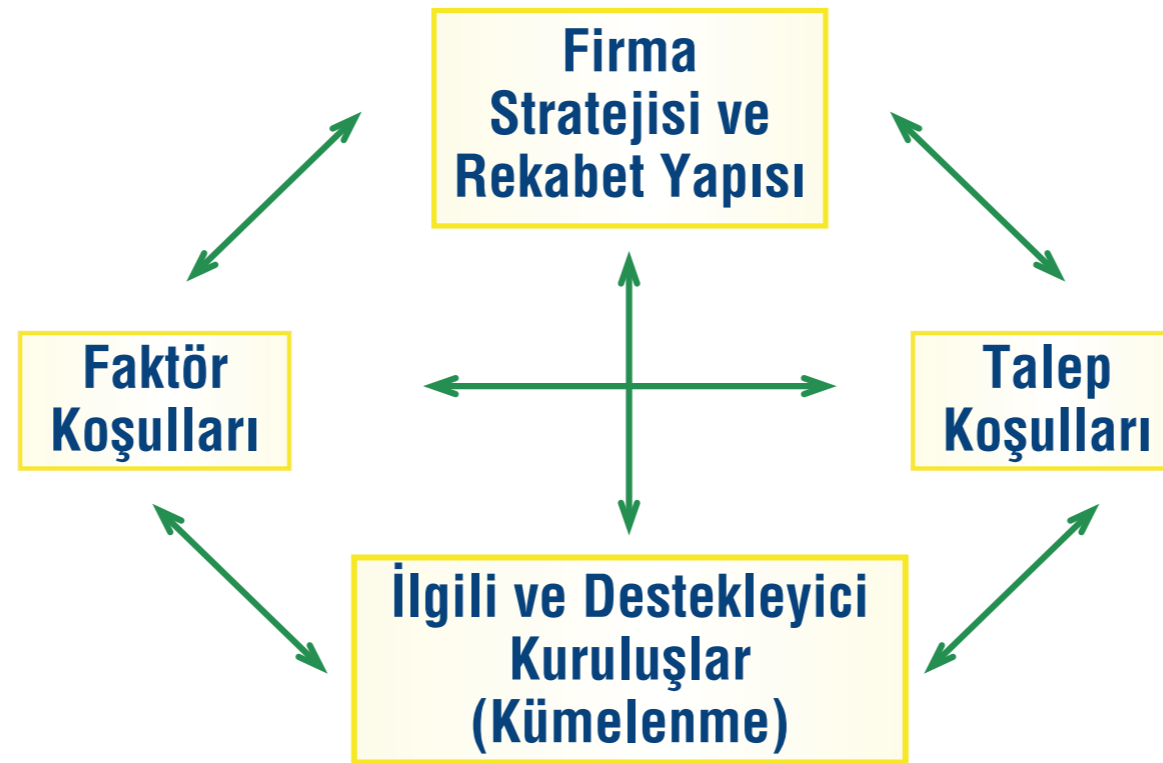 Firma
Stratejisi ve
Rekabet Yapısı
Faktör
Koşulları
Talep
Koşulları
İlgili ve Destekleyici
Kuruluşlar
(Kümelenme)